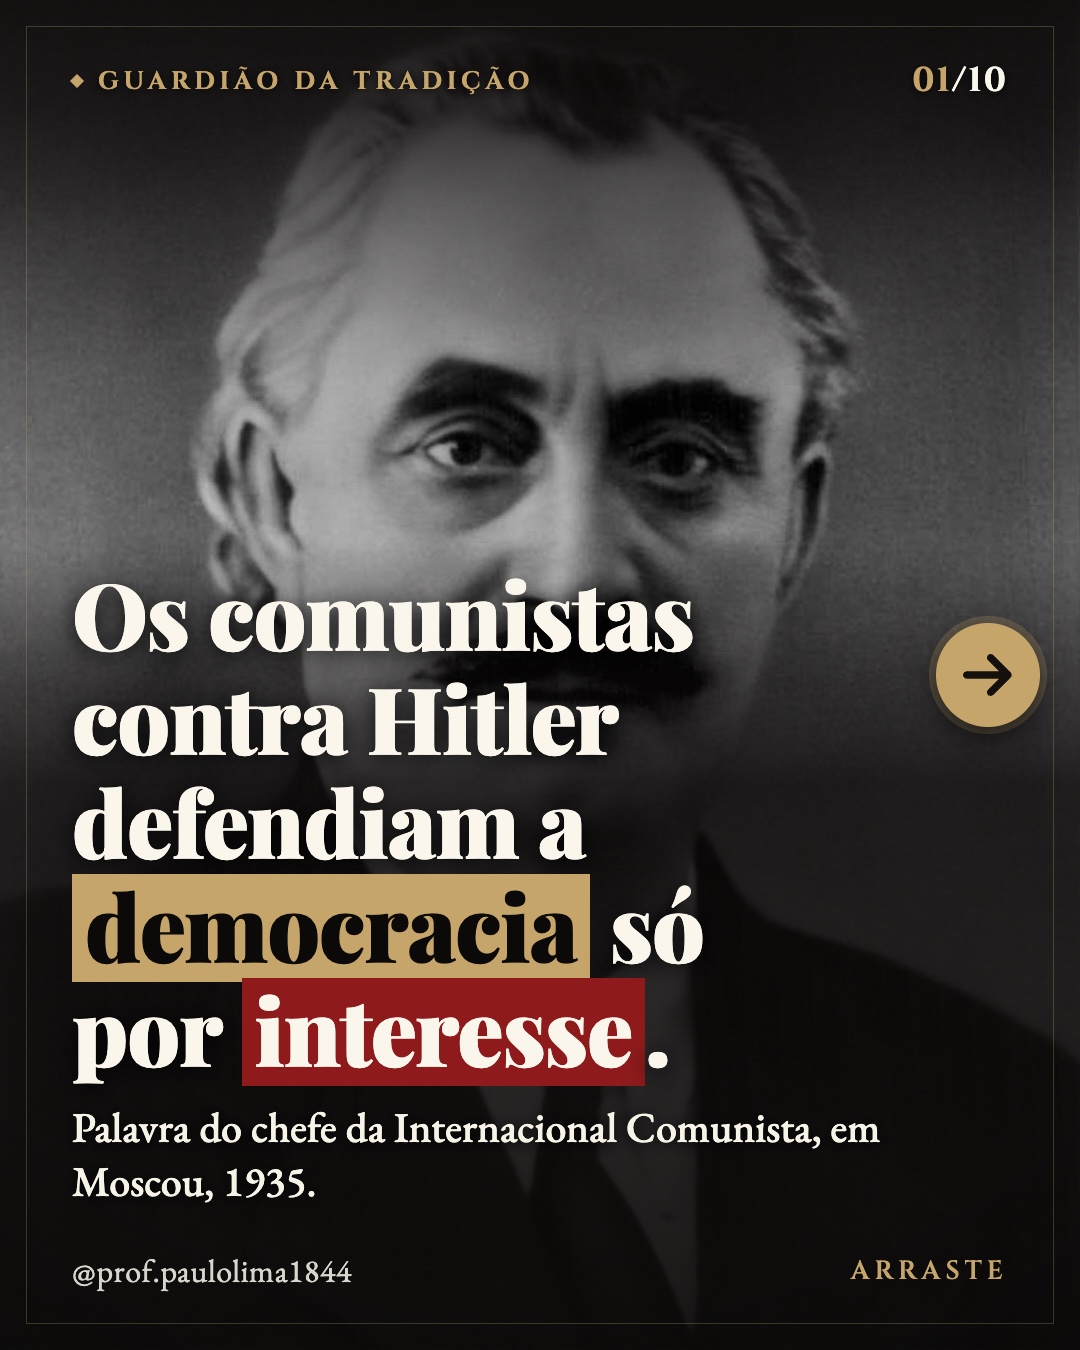 GUARDIÃO DA TRADIÇÃO
01/10
Os comunistas
contra Hitler
defendiam a
democracia só
por interesse.
Palavra do chefe da Internacional Comunista, em
Moscou, 1935.
@prof.paulolima1844
ARRASTE